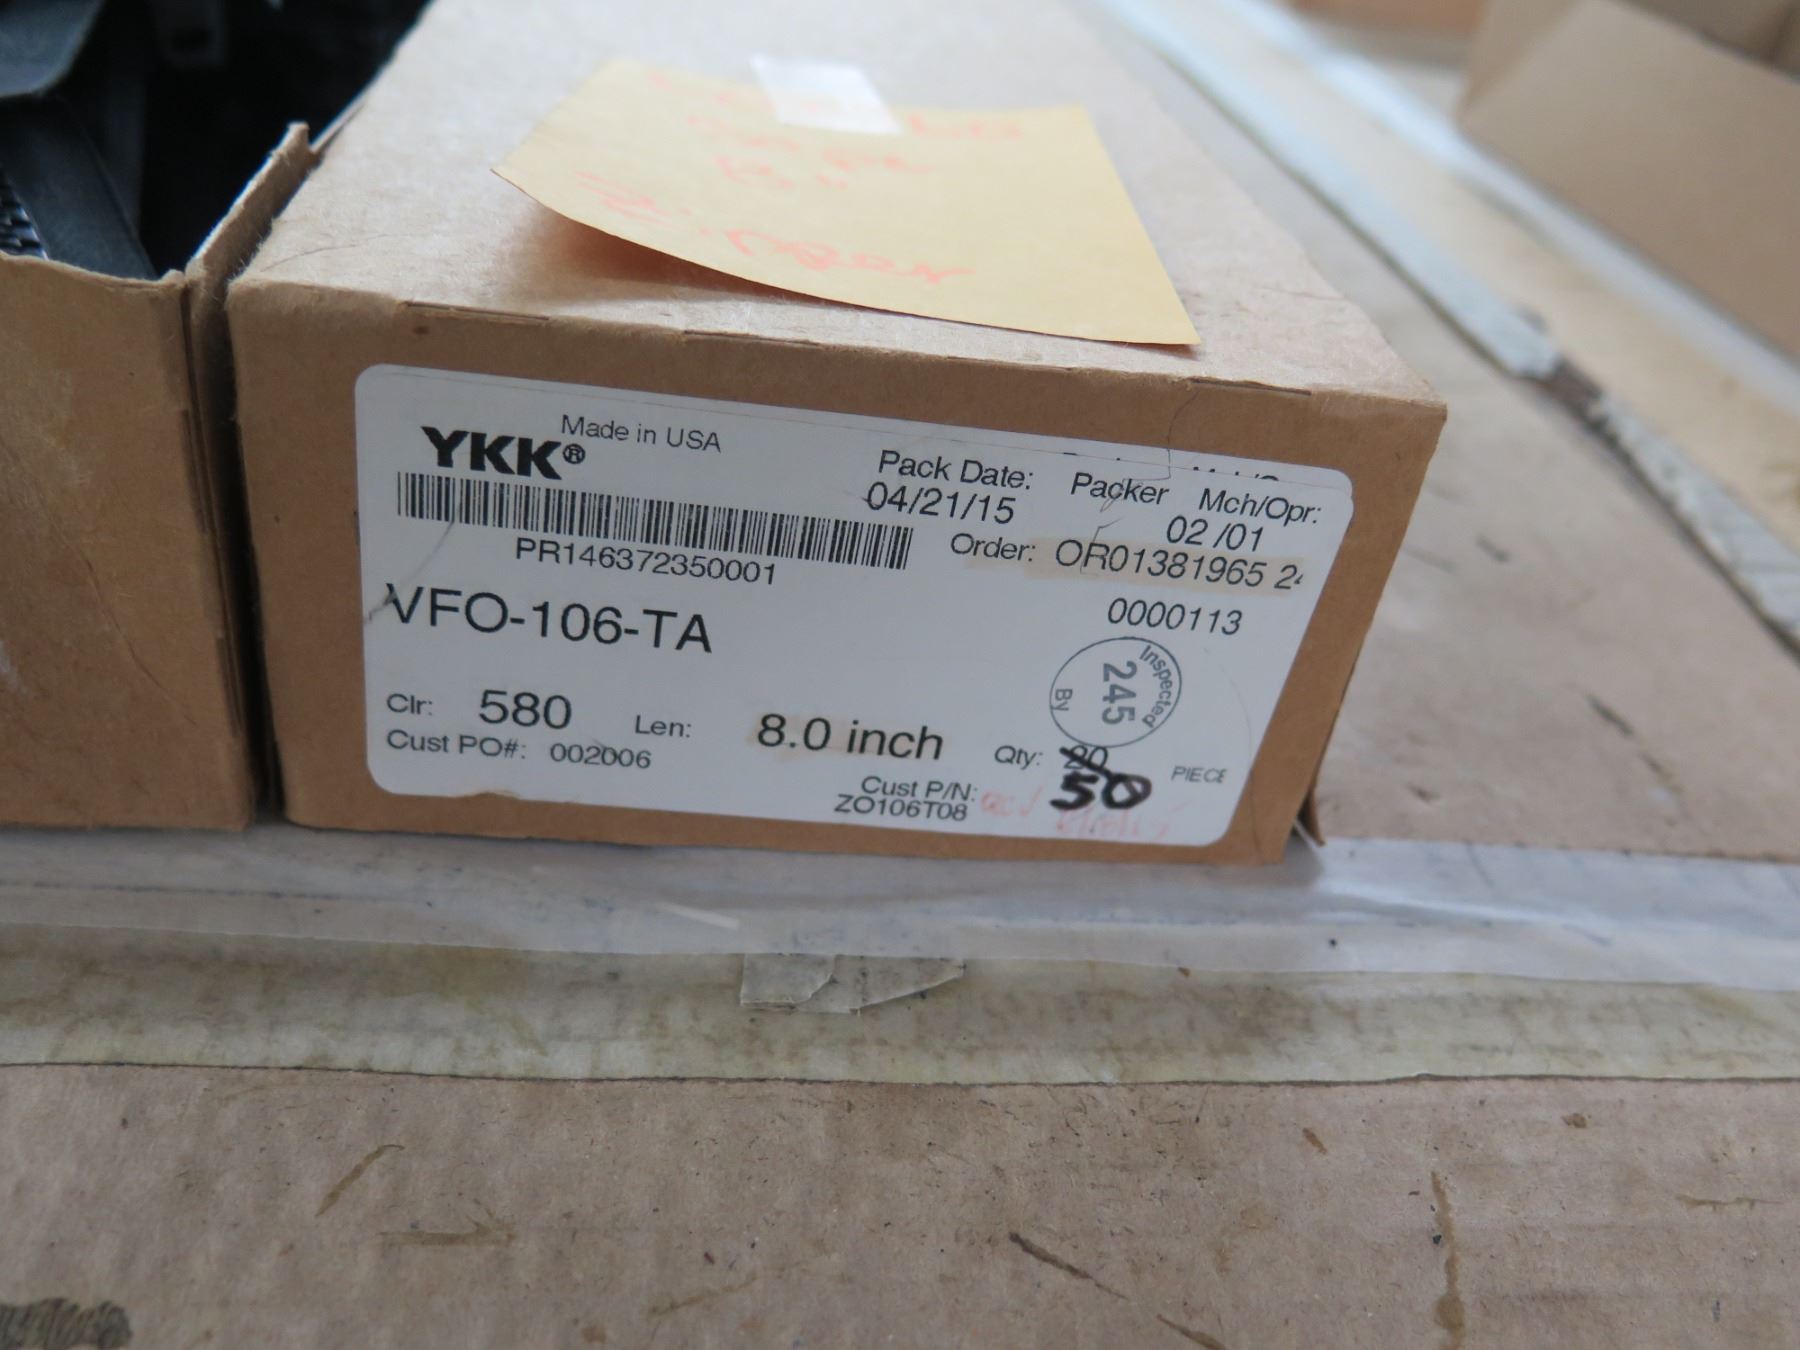 YKK® Made in USA
PR146372350001
VFO-106-TA
Clr: 580 Len: 8.0 inch
Cust PO#: 002006
Cust P/N:
ZO106T08
Pack Date: Packer Mch/Opr:
04/21/15 02 /01
Order: OR01381965
0000113
Inspected
245
By
Qty: 20 PIECE
50